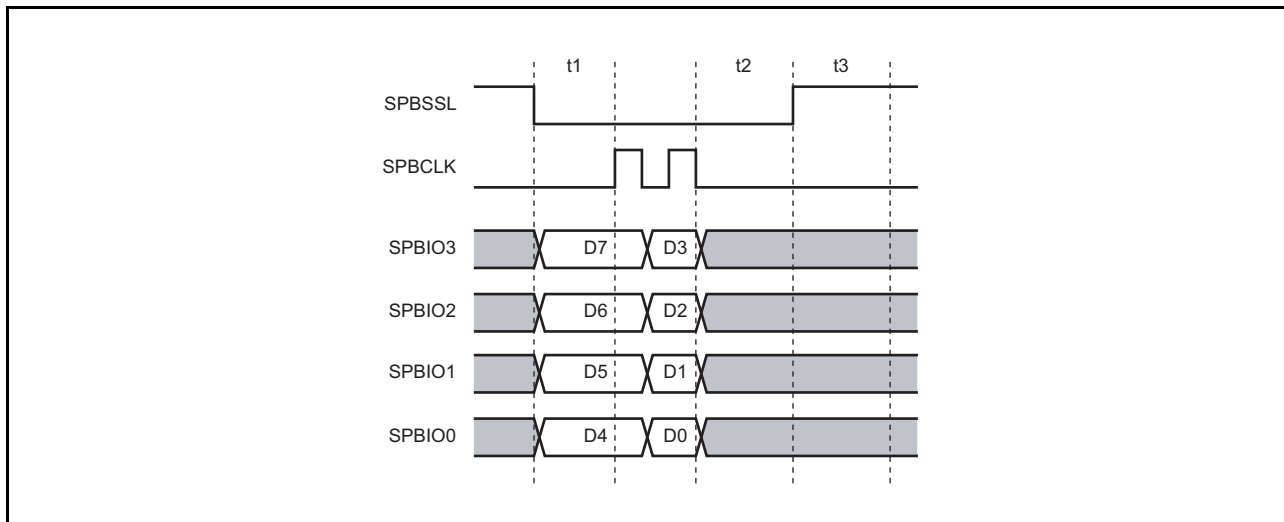 t1 t2 t3
SPBSSL
SPBCLK
SPBIO3 D7 D3
SPBIO2 D6 D2
SPBIO1 D5 D1
SPBIO0 D4 D0